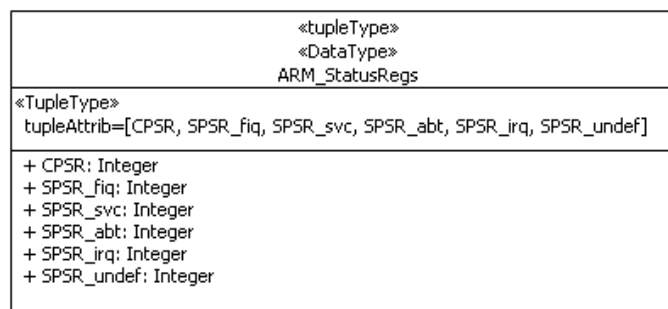 «tupleType»
«DataType»
ARM_StatusRegs
«TupleType»
tupleAttrib=[CPSR, SPSR_fiq, SPSR_svc, SPSR_abt, SPSR_irq, SPSR_undef]
+ CPSR: Integer
+ SPSR_fiq: Integer
+ SPSR_svc: Integer
+ SPSR_abt: Integer
+ SPSR_irq: Integer
+ SPSR_undef: Integer